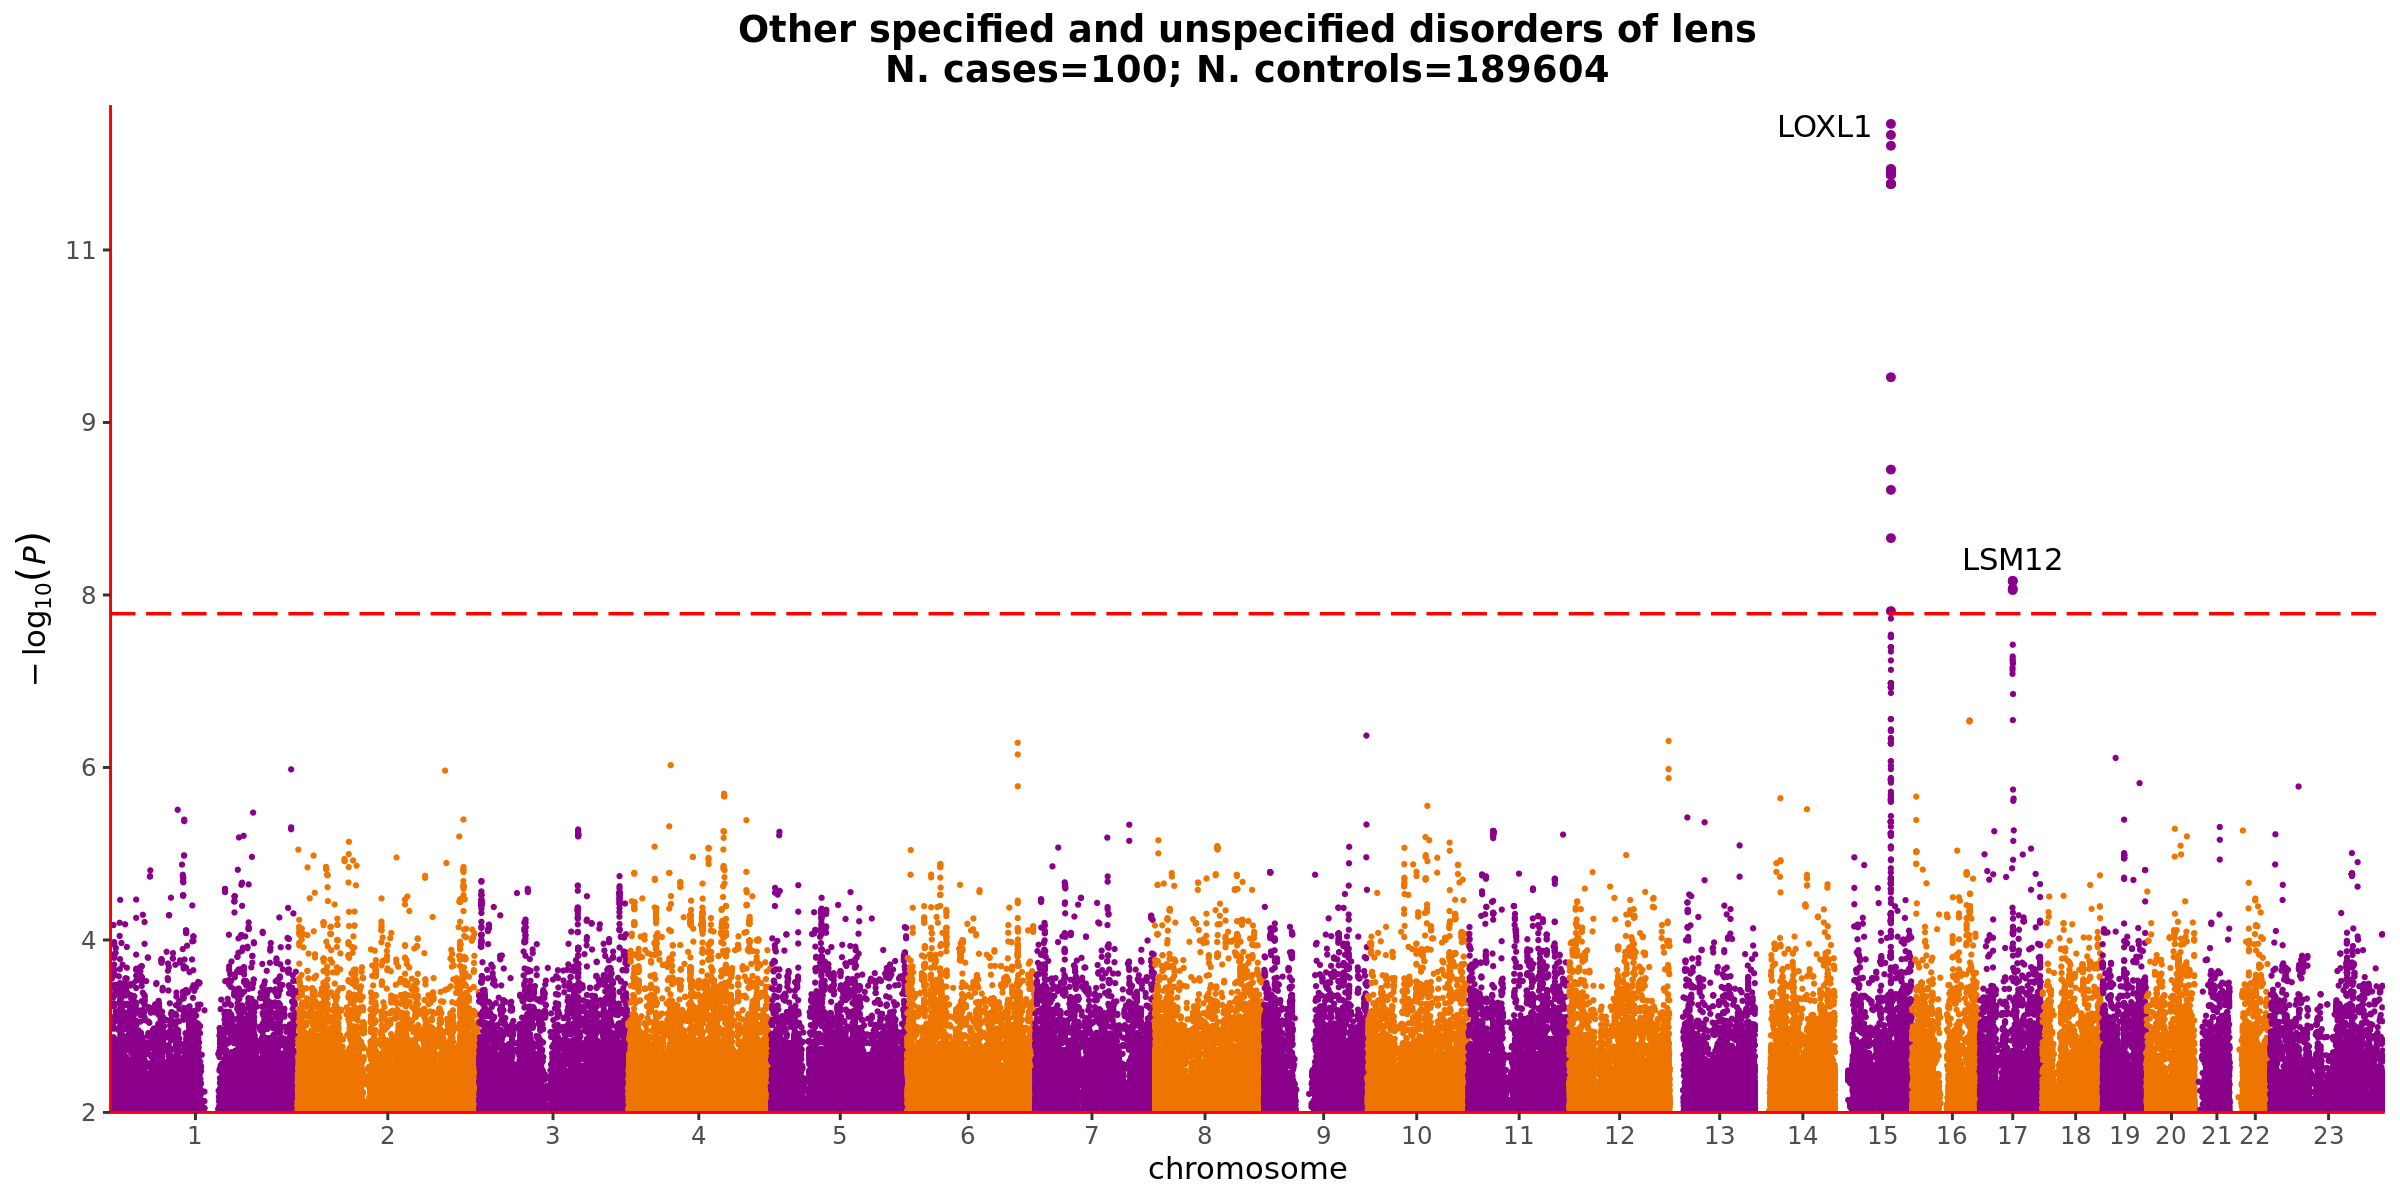 Other specified and unspecified disorders of lens
N. cases=100; N. controls=189604
LOXL1
11
9
LSM12
8
− log10(P)
6
4
2
1 2 3 4 5 6 7 8 9 10 11 12 13 14 15 16 17 18 19 20 21 22 23
chromosome